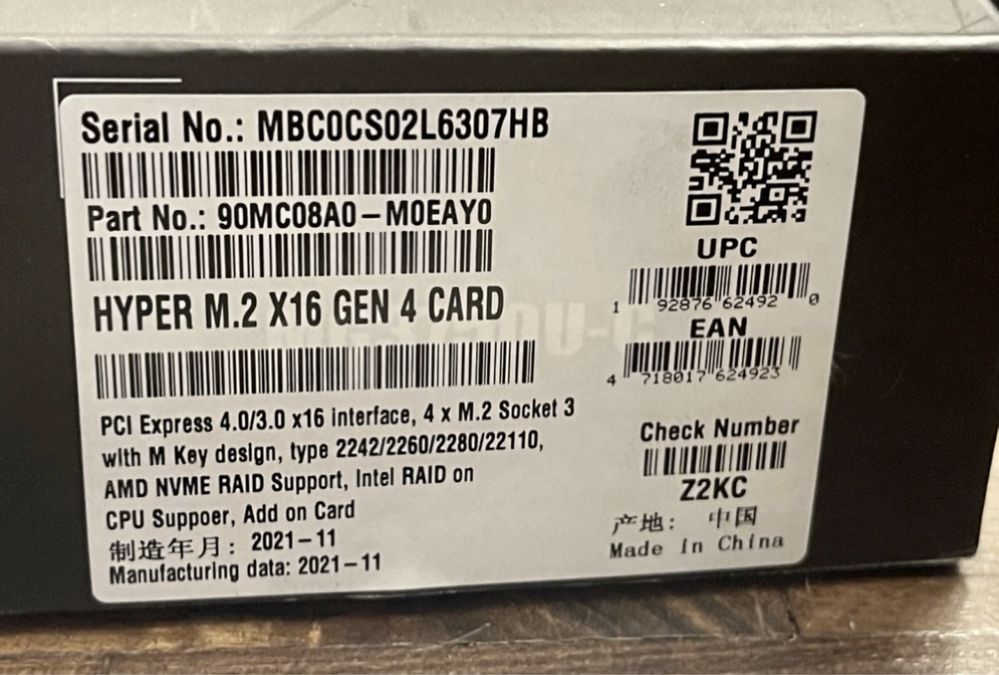 Serial No.: MBC0CS02L6307HB
Part No.: 90MC08A0-M0EAY0
HYPER M.2 X16 GEN 4 CARD
PCI Express 4.0/3.0 x16 interface, 4 x M.2 Socket 3
with M Key design, type 2242/2260/2280/22110,
AMD NVME RAID Support, Intel RAID on
CPU Suppoer, Add on Card
制造年月: 2021-11
Manufacturing data: 2021-11
UPC
1 92876 62492 0
EAN
4 718017 624923
Check Number
Z2KC
产地: 中国
Made in China